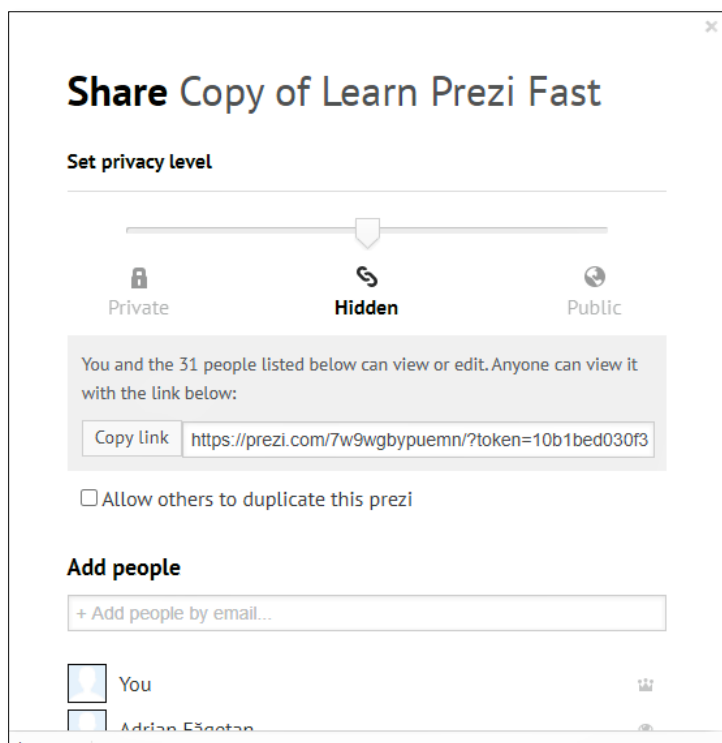 Share Copy of Learn Prezi Fast
Set privacy level
Private Hidden Public
You and the 31 people listed below can view or edit. Anyone can view it
with the link below:
Copy link https://prezi.com/7w9wgbypuemn/?token=10b1bed030f3
Allow others to duplicate this prezi
Add people
+ Add people by email...
You
Adrian Făgețan